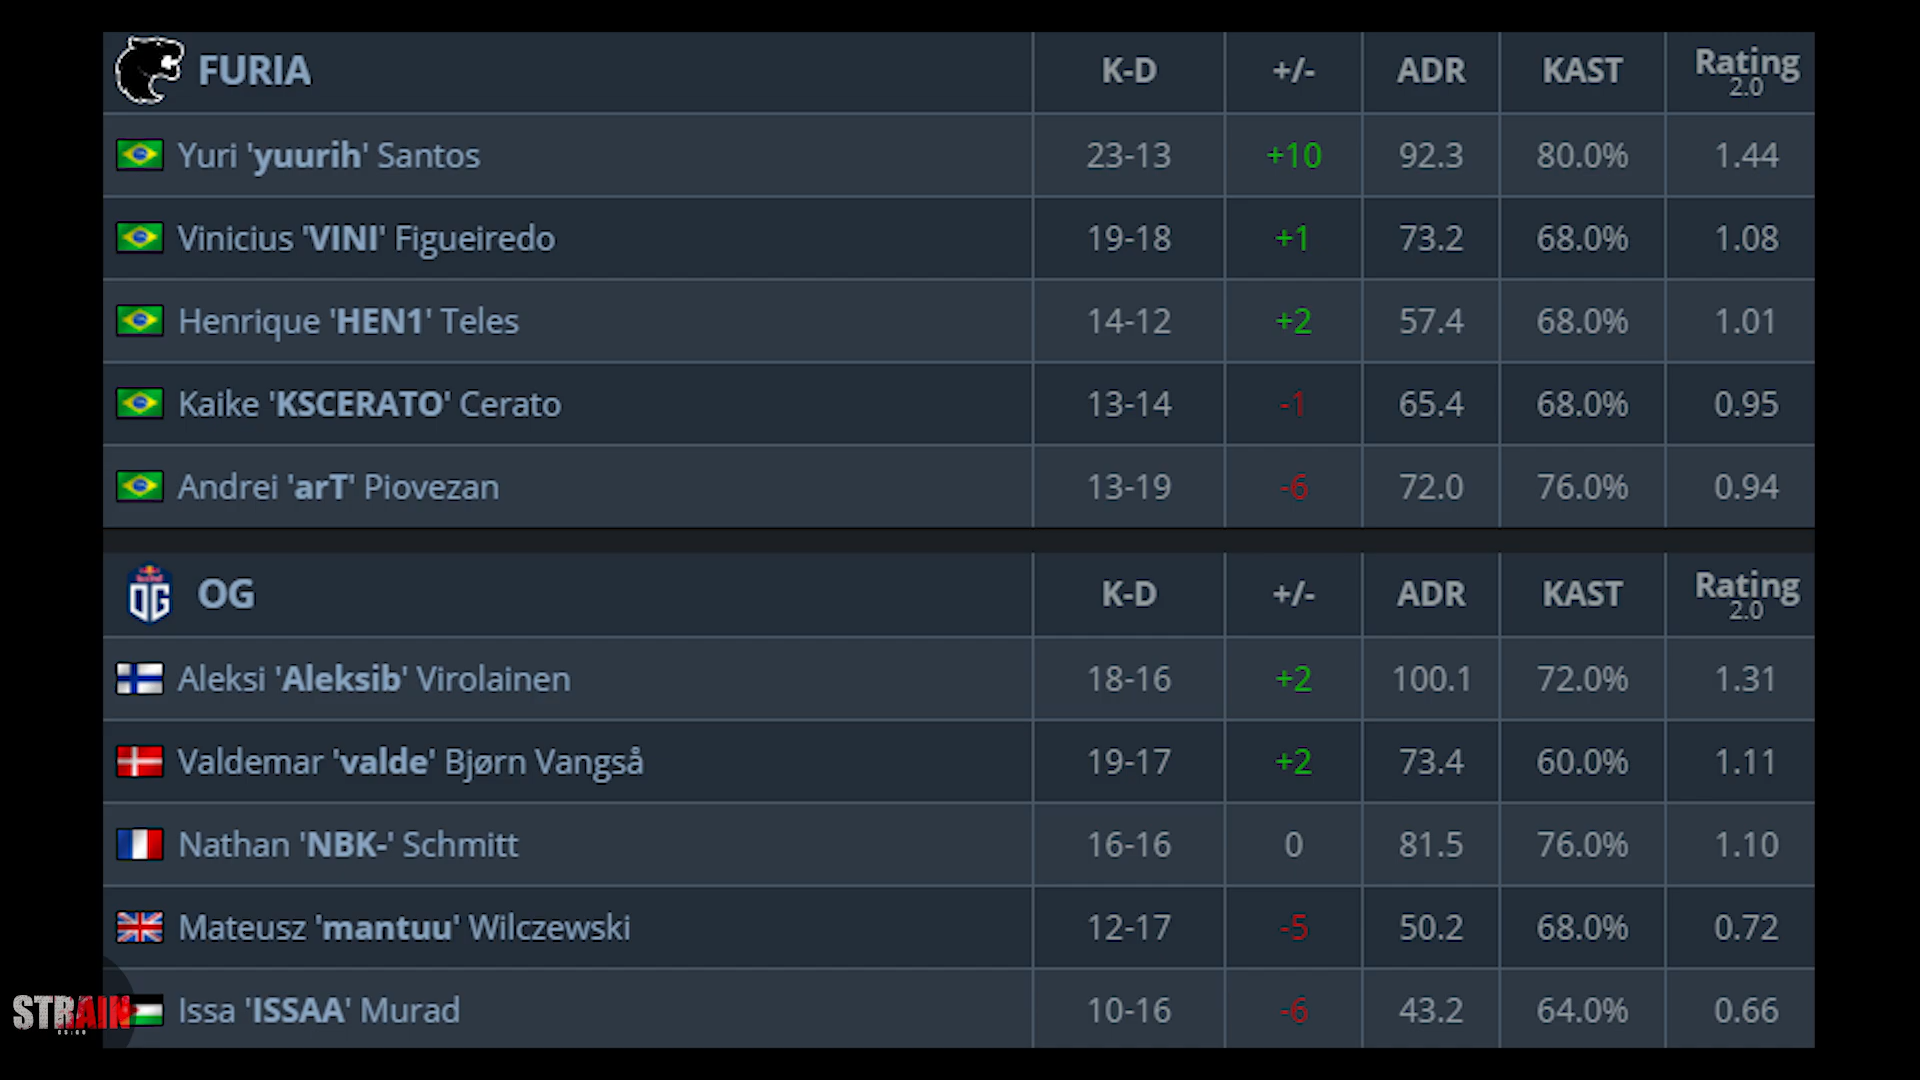 FURIA K-D +/- ADR KAST Rating 2.0
Yuri 'yuurih' Santos 23-13 +10 92.3 80.0% 1.44
Vinicius 'VINI' Figueiredo 19-18 +1 73.2 68.0% 1.08
Henrique 'HEN1' Teles 14-12 +2 57.4 68.0% 1.01
Kaike 'KSCERATO' Cerato 13-14 -1 65.4 68.0% 0.95
Andrei 'arT' Piovezan 13-19 -6 72.0 76.0% 0.94
OG OG K-D +/- ADR KAST Rating 2.0
Aleksi 'Aleksib' Virolainen 18-16 +2 100.1 72.0% 1.31
Valdemar 'valde' Bjørn Vangså 19-17 +2 73.4 60.0% 1.11
Nathan 'NBK-' Schmitt 16-16 0 81.5 76.0% 1.10
Mateusz 'mantuu' Wilczewski 12-17 -5 50.2 68.0% 0.72
STRAIN Issa 'ISSAA' Murad 10-16 -6 43.2 64.0% 0.66